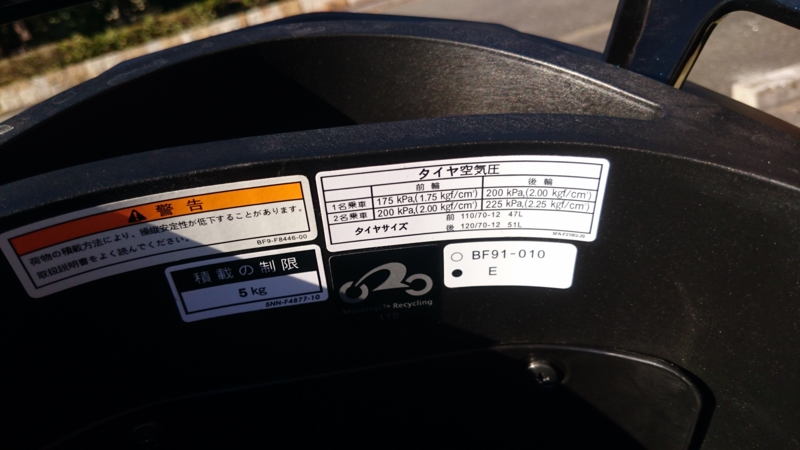 警告
荷物の積載方法により、操縦安定性が低下することがあります。
取扱説明書をよく読んでください。
BF9-F8446-00
積載の制限
5 kg
5NN-F4877-10
タイヤ空気圧
前輪 後輪
1名乗車 175 kPa,(1.75 kgf/cm²) 200 kPa,(2.00 kgf/cm²)
2名乗車 200 kPa,(2.00 kgf/cm²) 225 kPa,(2.25 kgf/cm²)
タイヤサイズ 前 110/70-12 47L
後 120/70-12 51L
Motorcycle Recycling
BF91-010
E